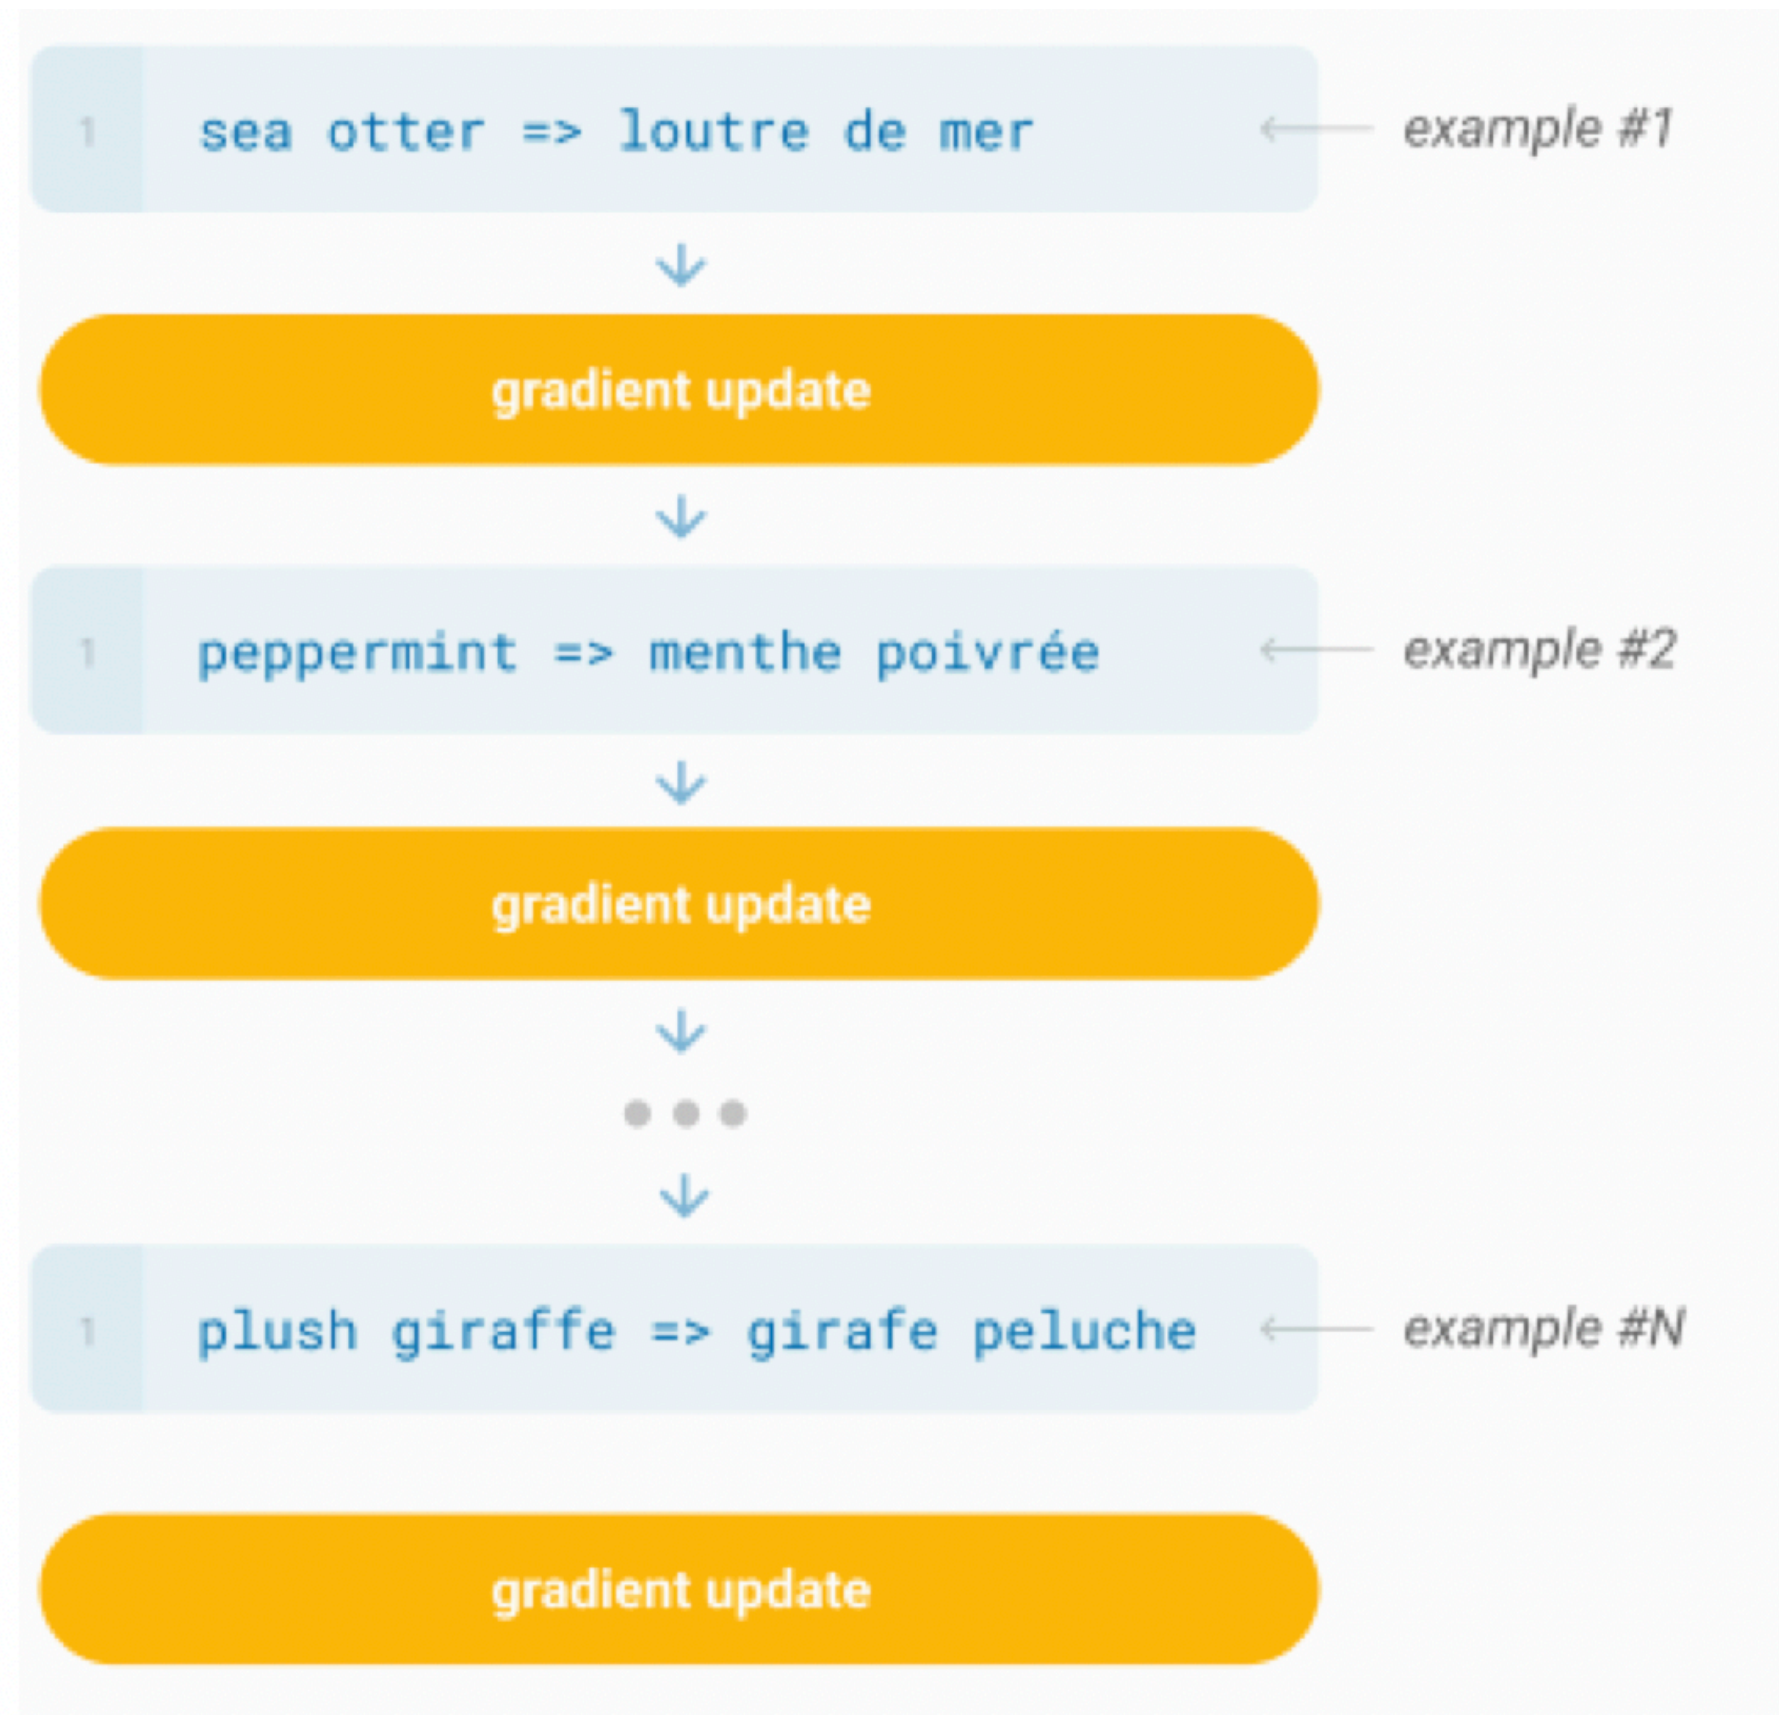 1 sea otter => loutre de mer example #1
gradient update
1 peppermint => menthe poivrée example #2
gradient update
1 plush giraffe => girafe peluche example #N
gradient update